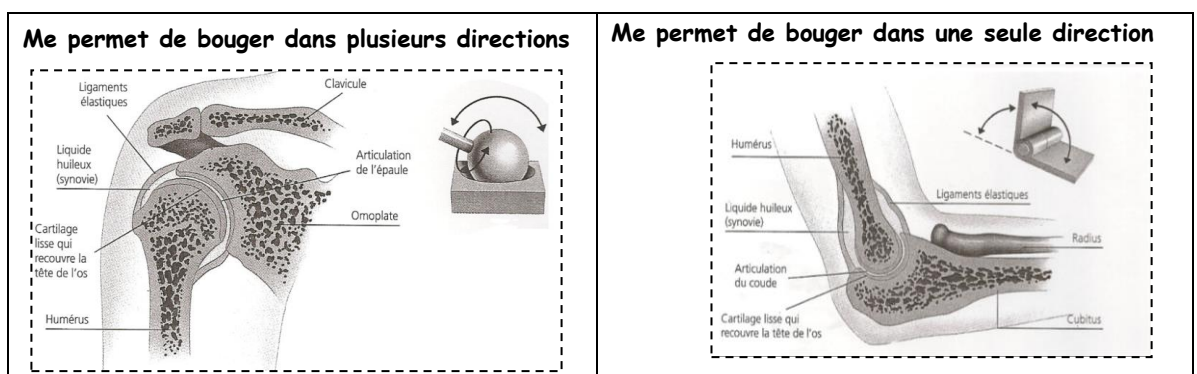 Me permet de bouger dans plusieurs directions
Ligaments
élastiques
Clavicule
Liquide
huileux
(synovie)
Articulation
de l'épaule
Omoplate
Cartilage
lisse qui
recouvre la
tête de l'os
Humérus
Me permet de bouger dans une seule direction
Humérus
Ligaments élastiques
Liquide huileux
(synovie)
Radius
Articulation
du coude
Cartilage lisse qui
recouvre la tête de l'os
Cubitus